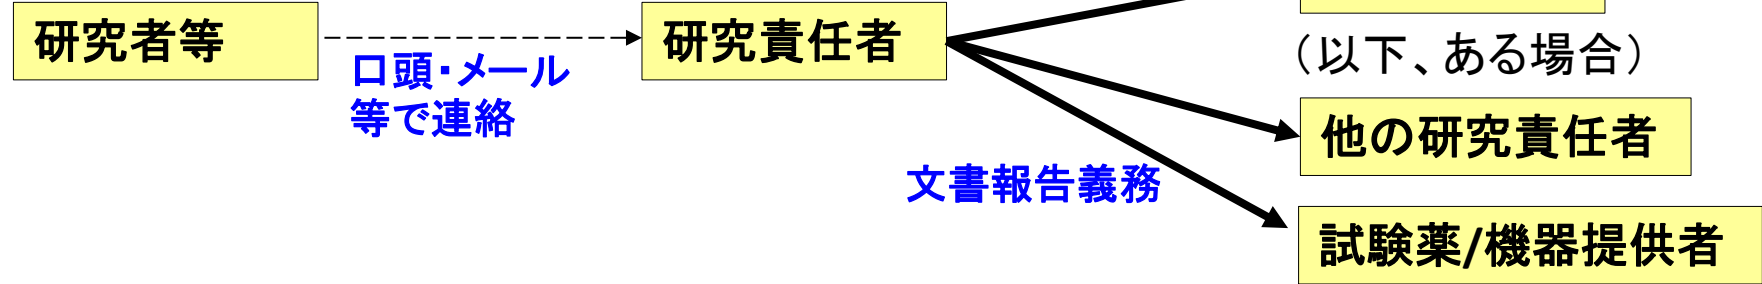 研究者等
口頭・メール
等で連絡
研究責任者
(以下、ある場合)
他の研究責任者
文書報告義務
試験薬/機器提供者